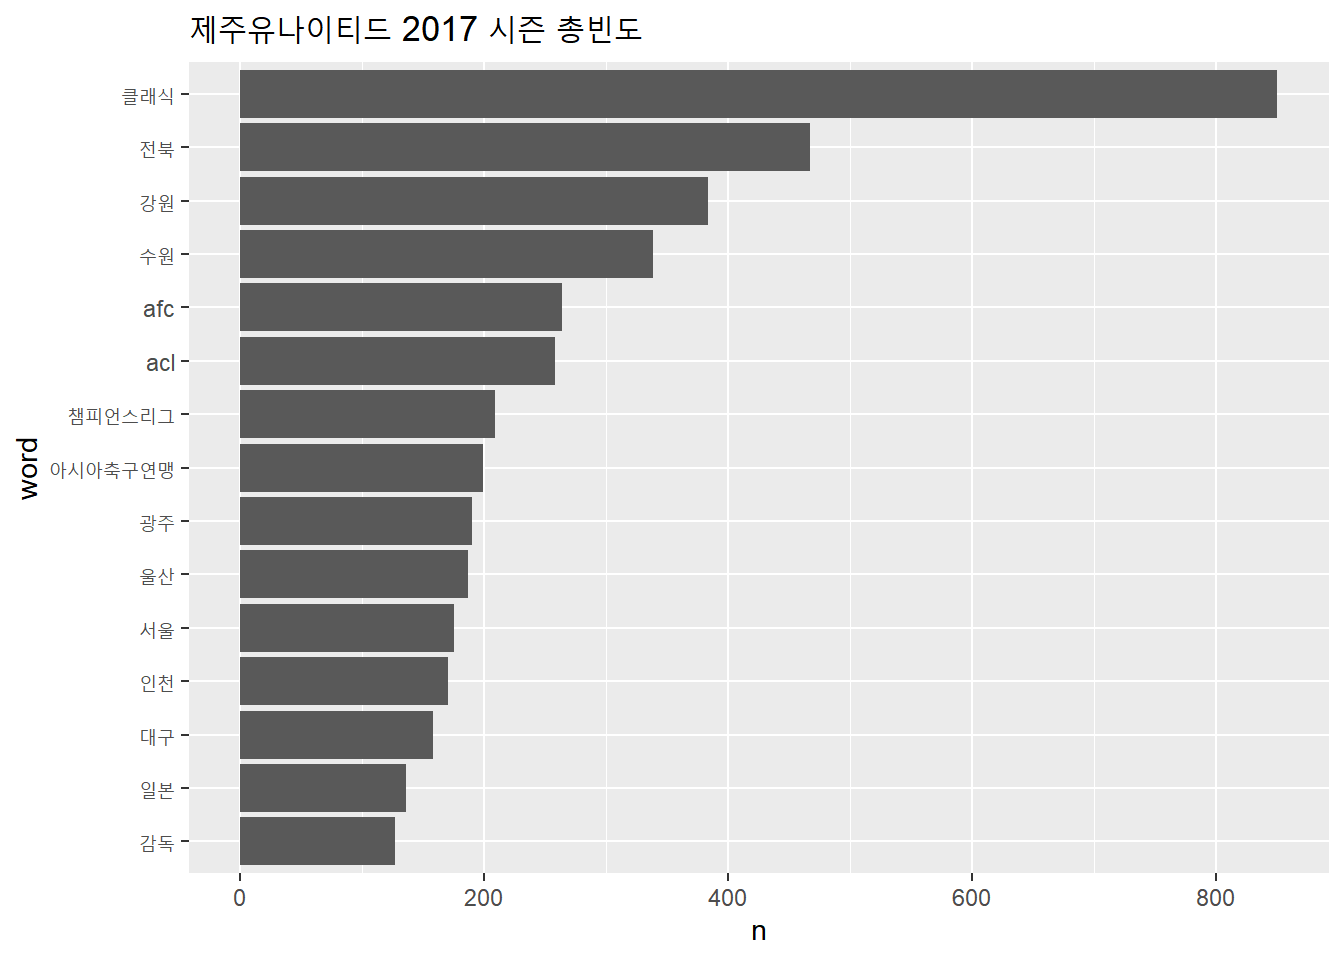 제주유나이티드 2017 시즌 총빈도
클래식
전북
강원
수원
afc
acl
챔피언스리그
아시아축구연맹
광주
울산
서울
인천
대구
일본
감독
word
0 200 400 600 800
n